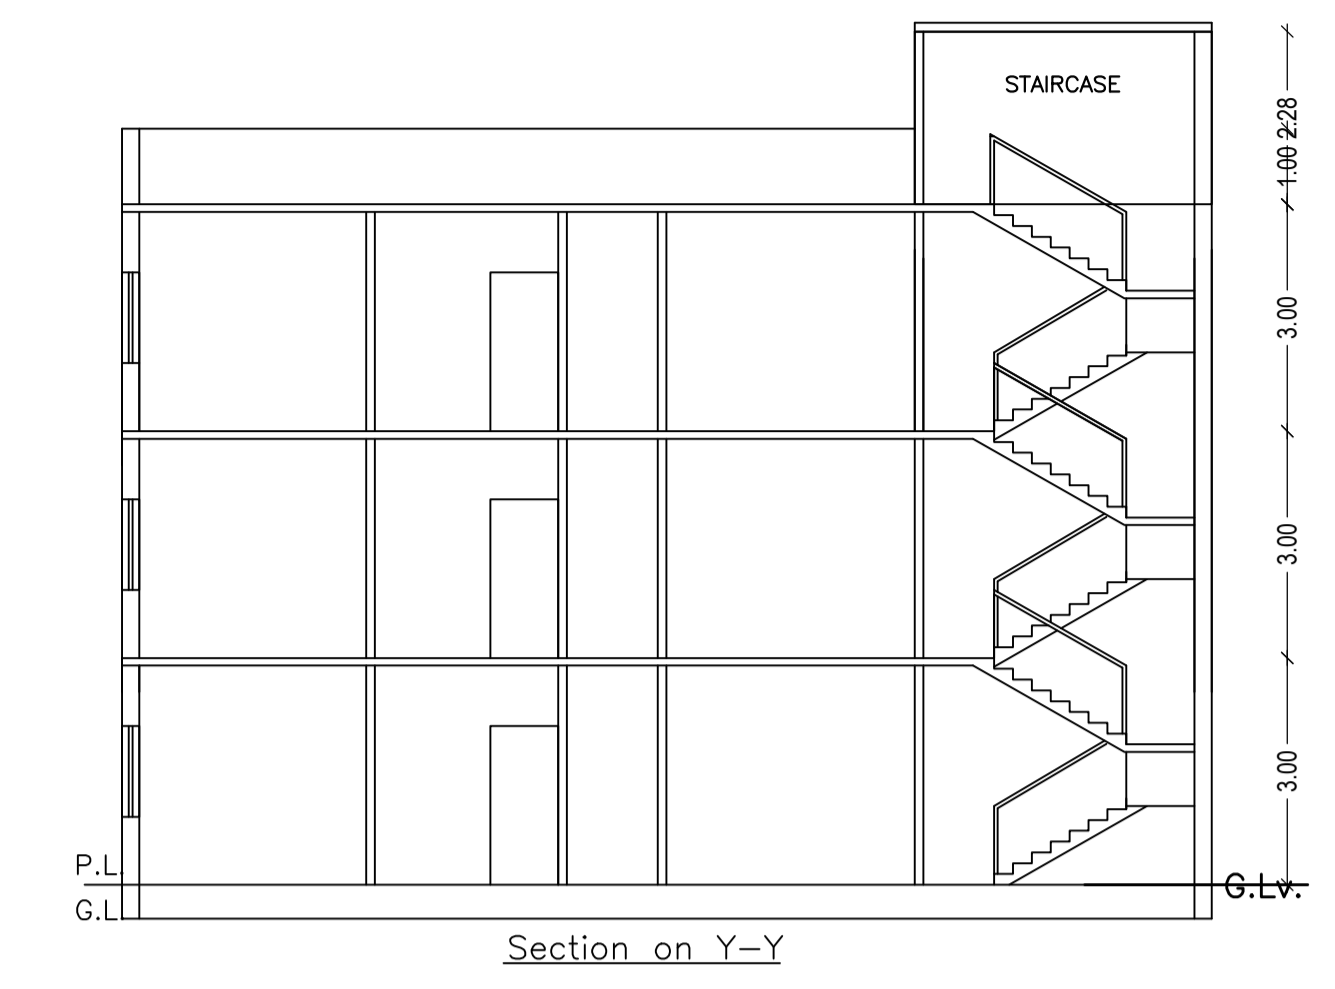 STAIRCASE
2.28
1.00
3.00
3.00
3.00
P.L.
G.Lv.
G.L
Section on Y-Y